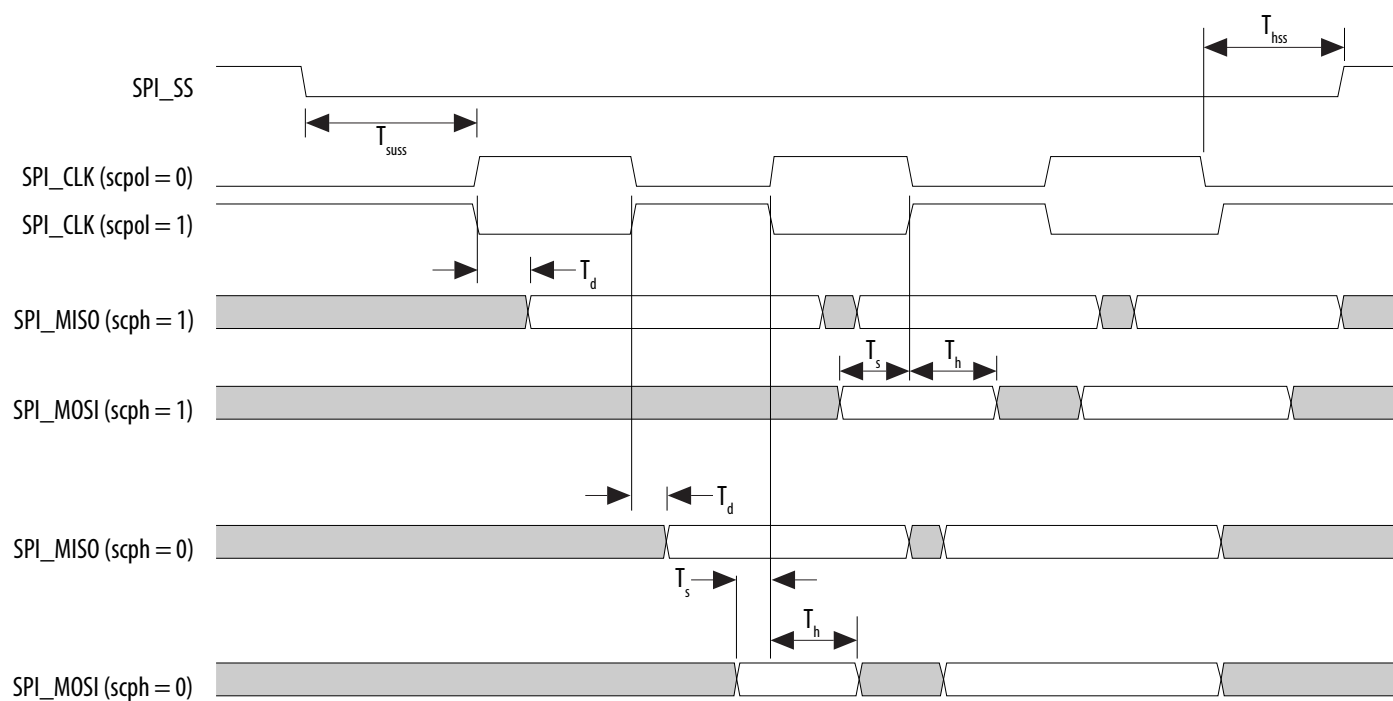 T_hss
SPI_SS
T_suss
SPI_CLK (scpol = 0)
SPI_CLK (scpol = 1)
T_d
SPI_MISO (scph = 1)
T_s
T_h
SPI_MOSI (scph = 1)
T_d
SPI_MISO (scph = 0)
T_s
T_h
SPI_MOSI (scph = 0)